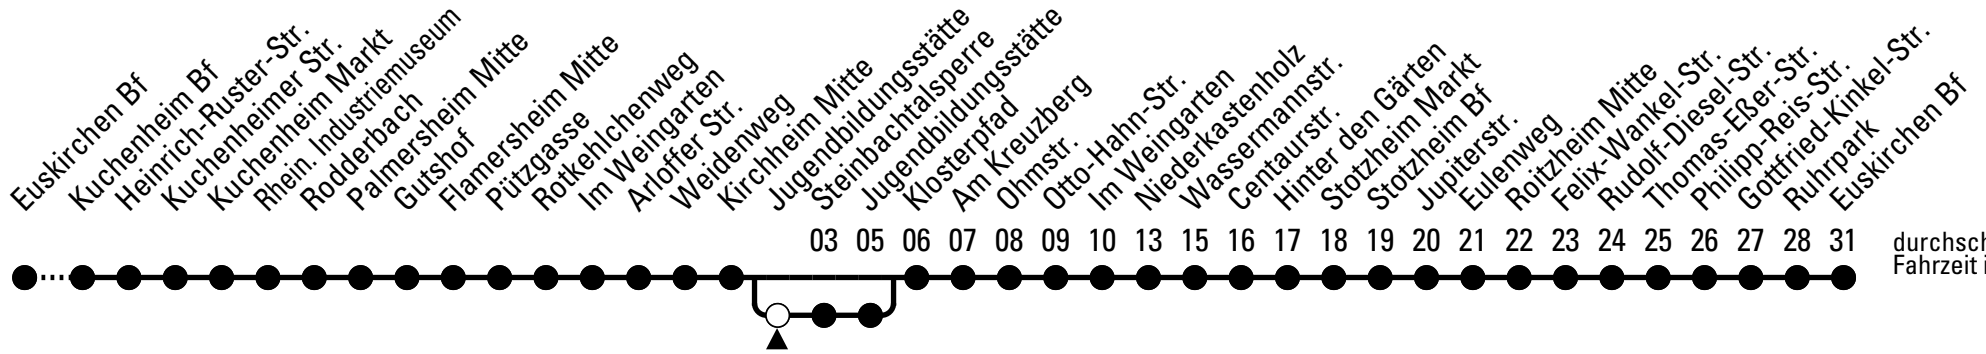 Euskirchen Bf
Kuchenheim Bf
Heinrich-Ruster-Str.
Kuchenheimer Str.
Kuchenheim Markt
Rhein. Industriemuseum
Rodderbach
Palmersheim Mitte
Gutshof
Flamersheim Mitte
Pützgasse
Rotkehlchenweg
Im Weingarten
Arloffer Str.
Weidenweg
Kirchheim Mitte
Jugendbildungsstätte
Steinbachtalsperre
Jugendbildungsstätte
Klosterpfad
Am Kreuzberg
Ohmstr.
Otto-Hahn-Str.
Im Weingarten
Niederkastenholz
Wassermannstr.
Centaurstr.
Hinter den Gärten
Stotzheim Markt
Stotzheim Bf
Jupiterstr.
Eulenweg
Roitzheim Mitte
Felix-Wankel-Str.
Rudolf-Diesel-Str.
Thomas-Eßer-Str.
Philipp-Reis-Str.
Gottfried-Kinkel-Str.
Ruhrpark
Euskirchen Bf
03 05 06 07 08 09 10 13 15 16 17 18 19 20 21 22 23 24 25 26 27 28 31
durchsch
Fahrzeit i